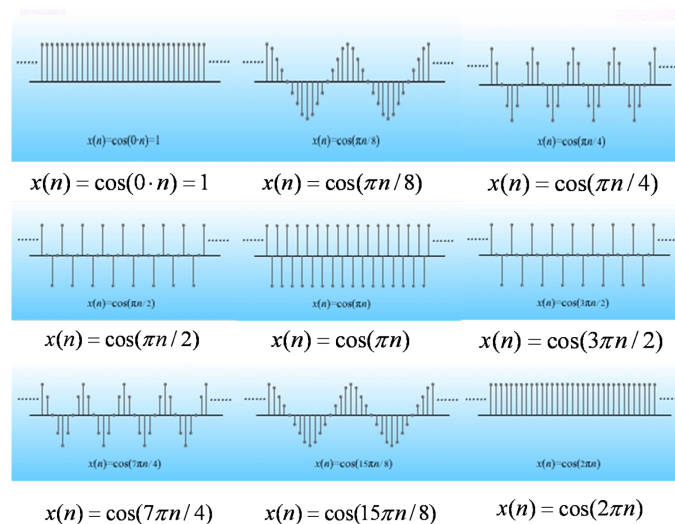 x(n)=cos(0·n)=1 x(n)=cos(πn/8) x(n)=cos(πn/4)
x(n) = cos(0·n) = 1 x(n) = cos(πn/8) x(n) = cos(πn/4)
x(n)=cos(πn/2) x(n)=cos(πn) x(n)=cos(3πn/2)
x(n) = cos(πn/2) x(n) = cos(πn) x(n) = cos(3πn/2)
x(n)=cos(7πn/4) x(n)=cos(15πn/8) x(n)=cos(2πn)
x(n) = cos(7πn/4) x(n) = cos(15πn/8) x(n) = cos(2πn)